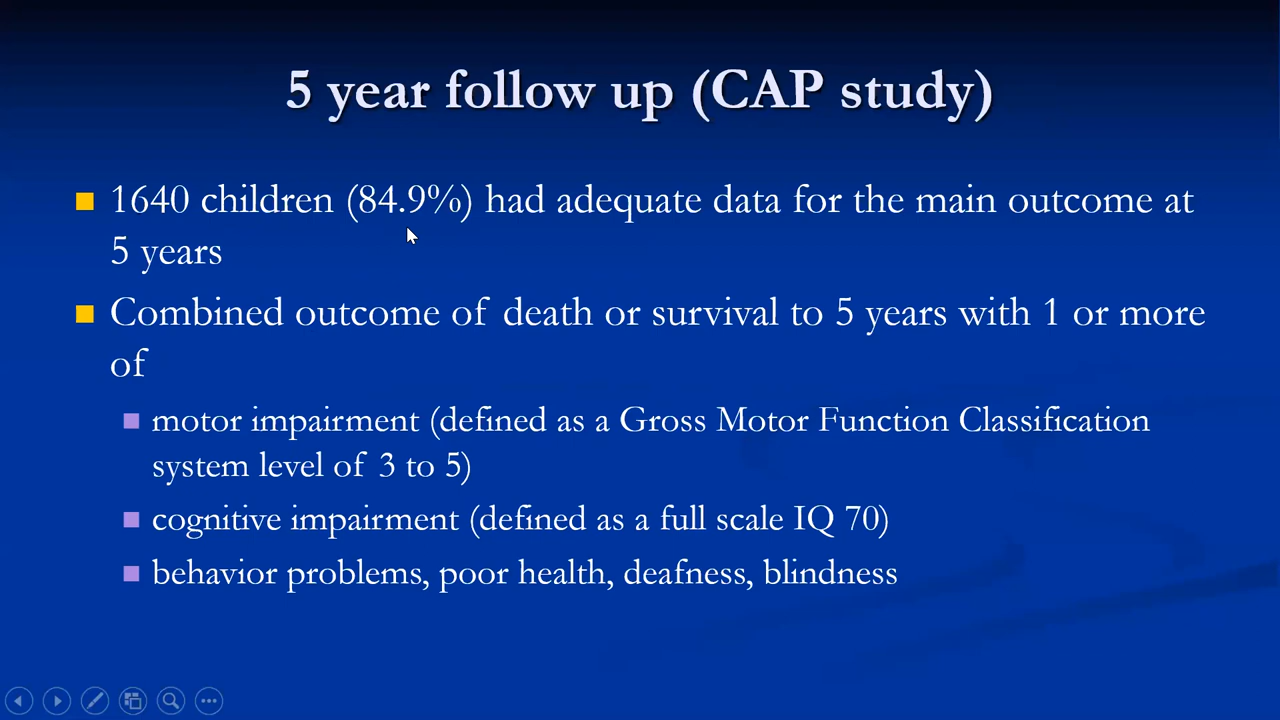 5 year follow up (CAP study)
1640 children (84.9%) had adequate data for the main outcome at
5 years
Combined outcome of death or survival to 5 years with 1 or more
of
motor impairment (defined as a Gross Motor Function Classification
system level of 3 to 5)
cognitive impairment (defined as a full scale IQ 70)
behavior problems, poor health, deafness, blindness